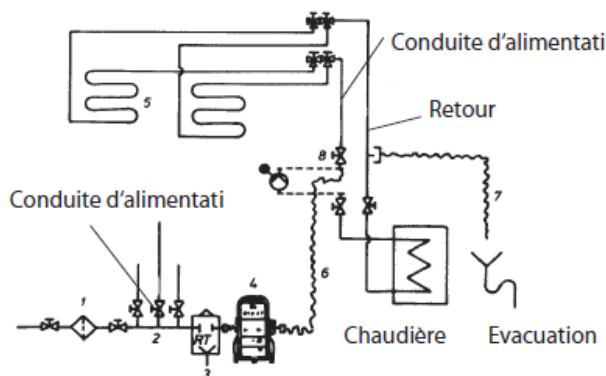 Conduite d'alimentati
Retour
5
8
Conduite d'alimentati
7
6
4
1
2
RT
3
Chaudière
Evacuation